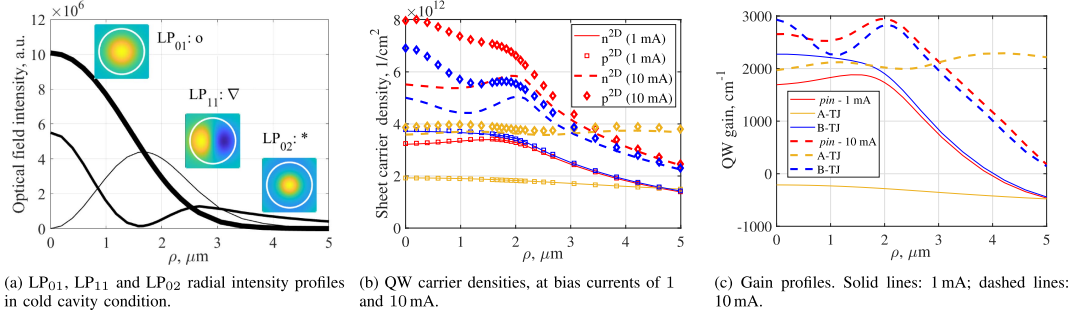 12 × 10⁶
10
8
6
4
2
0
0 1 2 3 4 5
Optical field intensity, a.u.
ρ, μm
LP₀₁: o
LP₁₁: ∇
LP₀₂: *
(a) LP₀₁, LP₁₁ and LP₀₂ radial intensity profiles
in cold cavity condition.
8 × 10¹²
6
4
2
0
0 1 2 3 4 5
Sheet carrier density, 1/cm²
ρ, μm
n²ᴰ (1 mA)
p²ᴰ (1 mA)
n²ᴰ (10 mA)
p²ᴰ (10 mA)
(b) QW carrier densities, at bias currents of 1
and 10 mA.
3000
2000
1000
0
-1000
0 1 2 3 4 5
QW gain, cm⁻¹
ρ, μm
pin - 1 mA
A-TJ
B-TJ
pin - 10 mA
A-TJ
B-TJ
(c) Gain profiles. Solid lines: 1 mA; dashed lines:
10 mA.